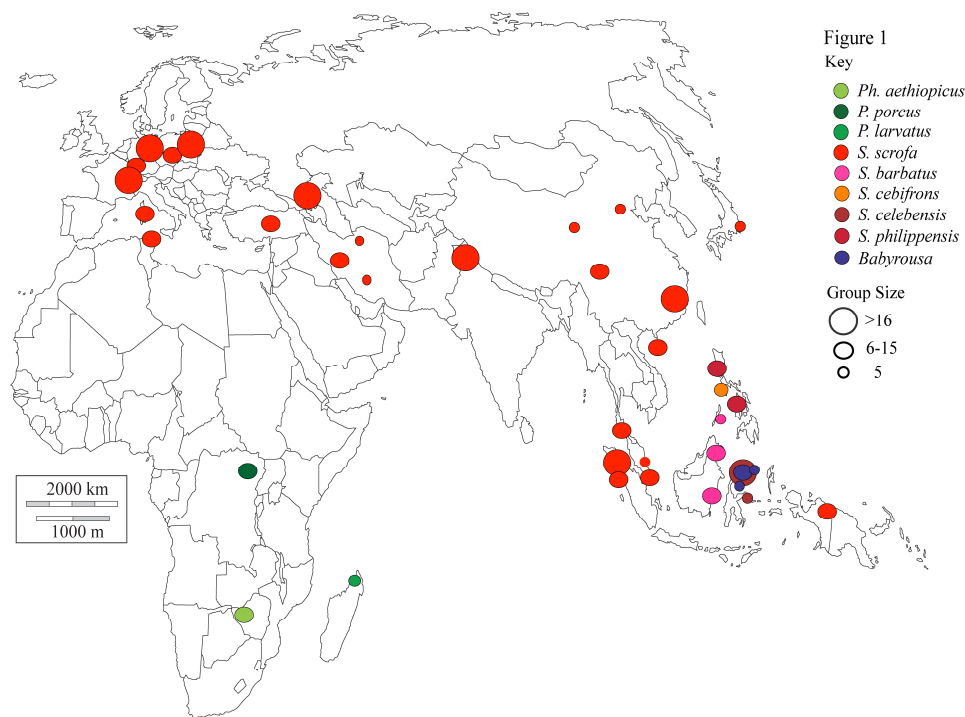 Figure 1
Key
Ph. aethiopicus
P. porcus
P. larvatus
S. scrofa
S. barbatus
S. cebifrons
S. celebensis
S. philippensis
Babyrousa
Group Size
>16
6-15
5
2000 km
1000 m